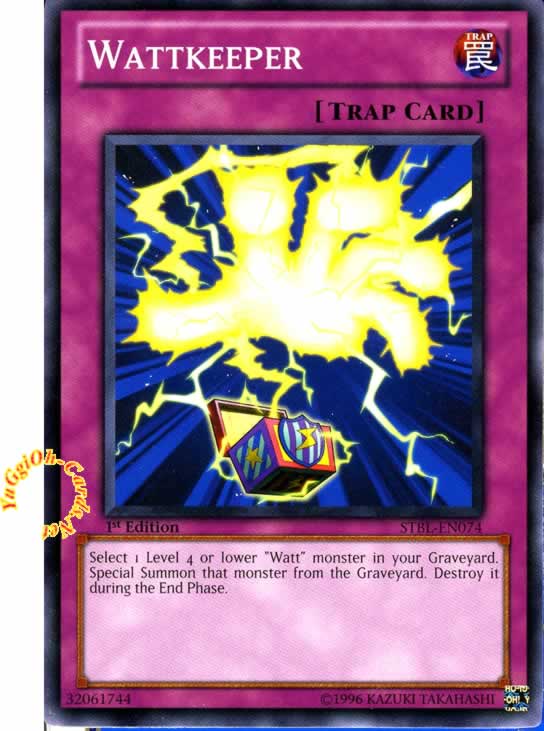 WATTKEEPER
TRAP
罠
[TRAP CARD]
YuGgiOh-Cards.Net
1st Edition
STBL-EN074
Select 1 Level 4 or lower "Watt" monster in your Graveyard.
Special Summon that monster from the Graveyard. Destroy it
during the End Phase.
32061744
©1996 KAZUKI TAKAHASHI